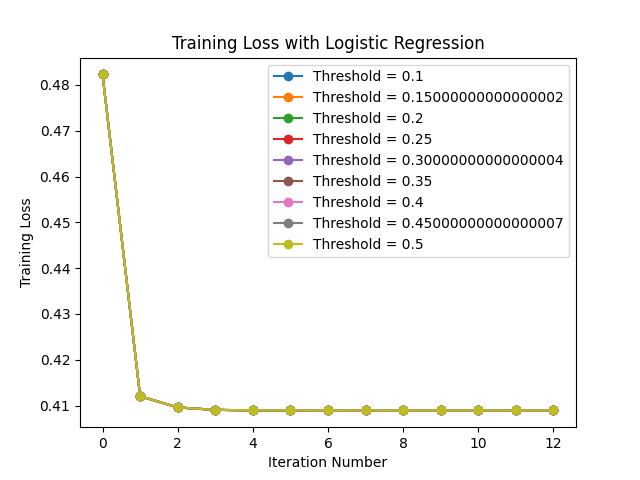 Training Loss with Logistic Regression
0.48
0.47
0.46
0.45
0.44
0.43
0.42
0.41
Training Loss
Threshold = 0.1
Threshold = 0.15000000000000002
Threshold = 0.2
Threshold = 0.25
Threshold = 0.30000000000000004
Threshold = 0.35
Threshold = 0.4
Threshold = 0.45000000000000007
Threshold = 0.5
0 2 4 6 8 10 12
Iteration Number